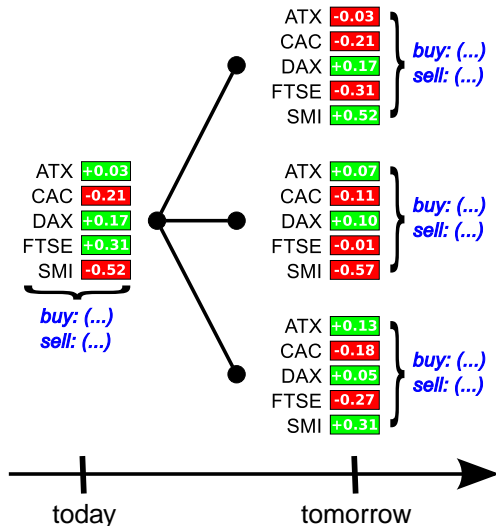 ATX -0.03
CAC -0.21
DAX +0.17
FTSE -0.31
SMI +0.52
buy: (...)
sell: (...)
ATX +0.03
CAC -0.21
DAX +0.17
FTSE +0.31
SMI -0.52
buy: (...)
sell: (...)
ATX +0.07
CAC -0.11
DAX +0.10
FTSE -0.01
SMI -0.57
buy: (...)
sell: (...)
ATX +0.13
CAC -0.18
DAX +0.05
FTSE -0.27
SMI +0.31
buy: (...)
sell: (...)
today
tomorrow